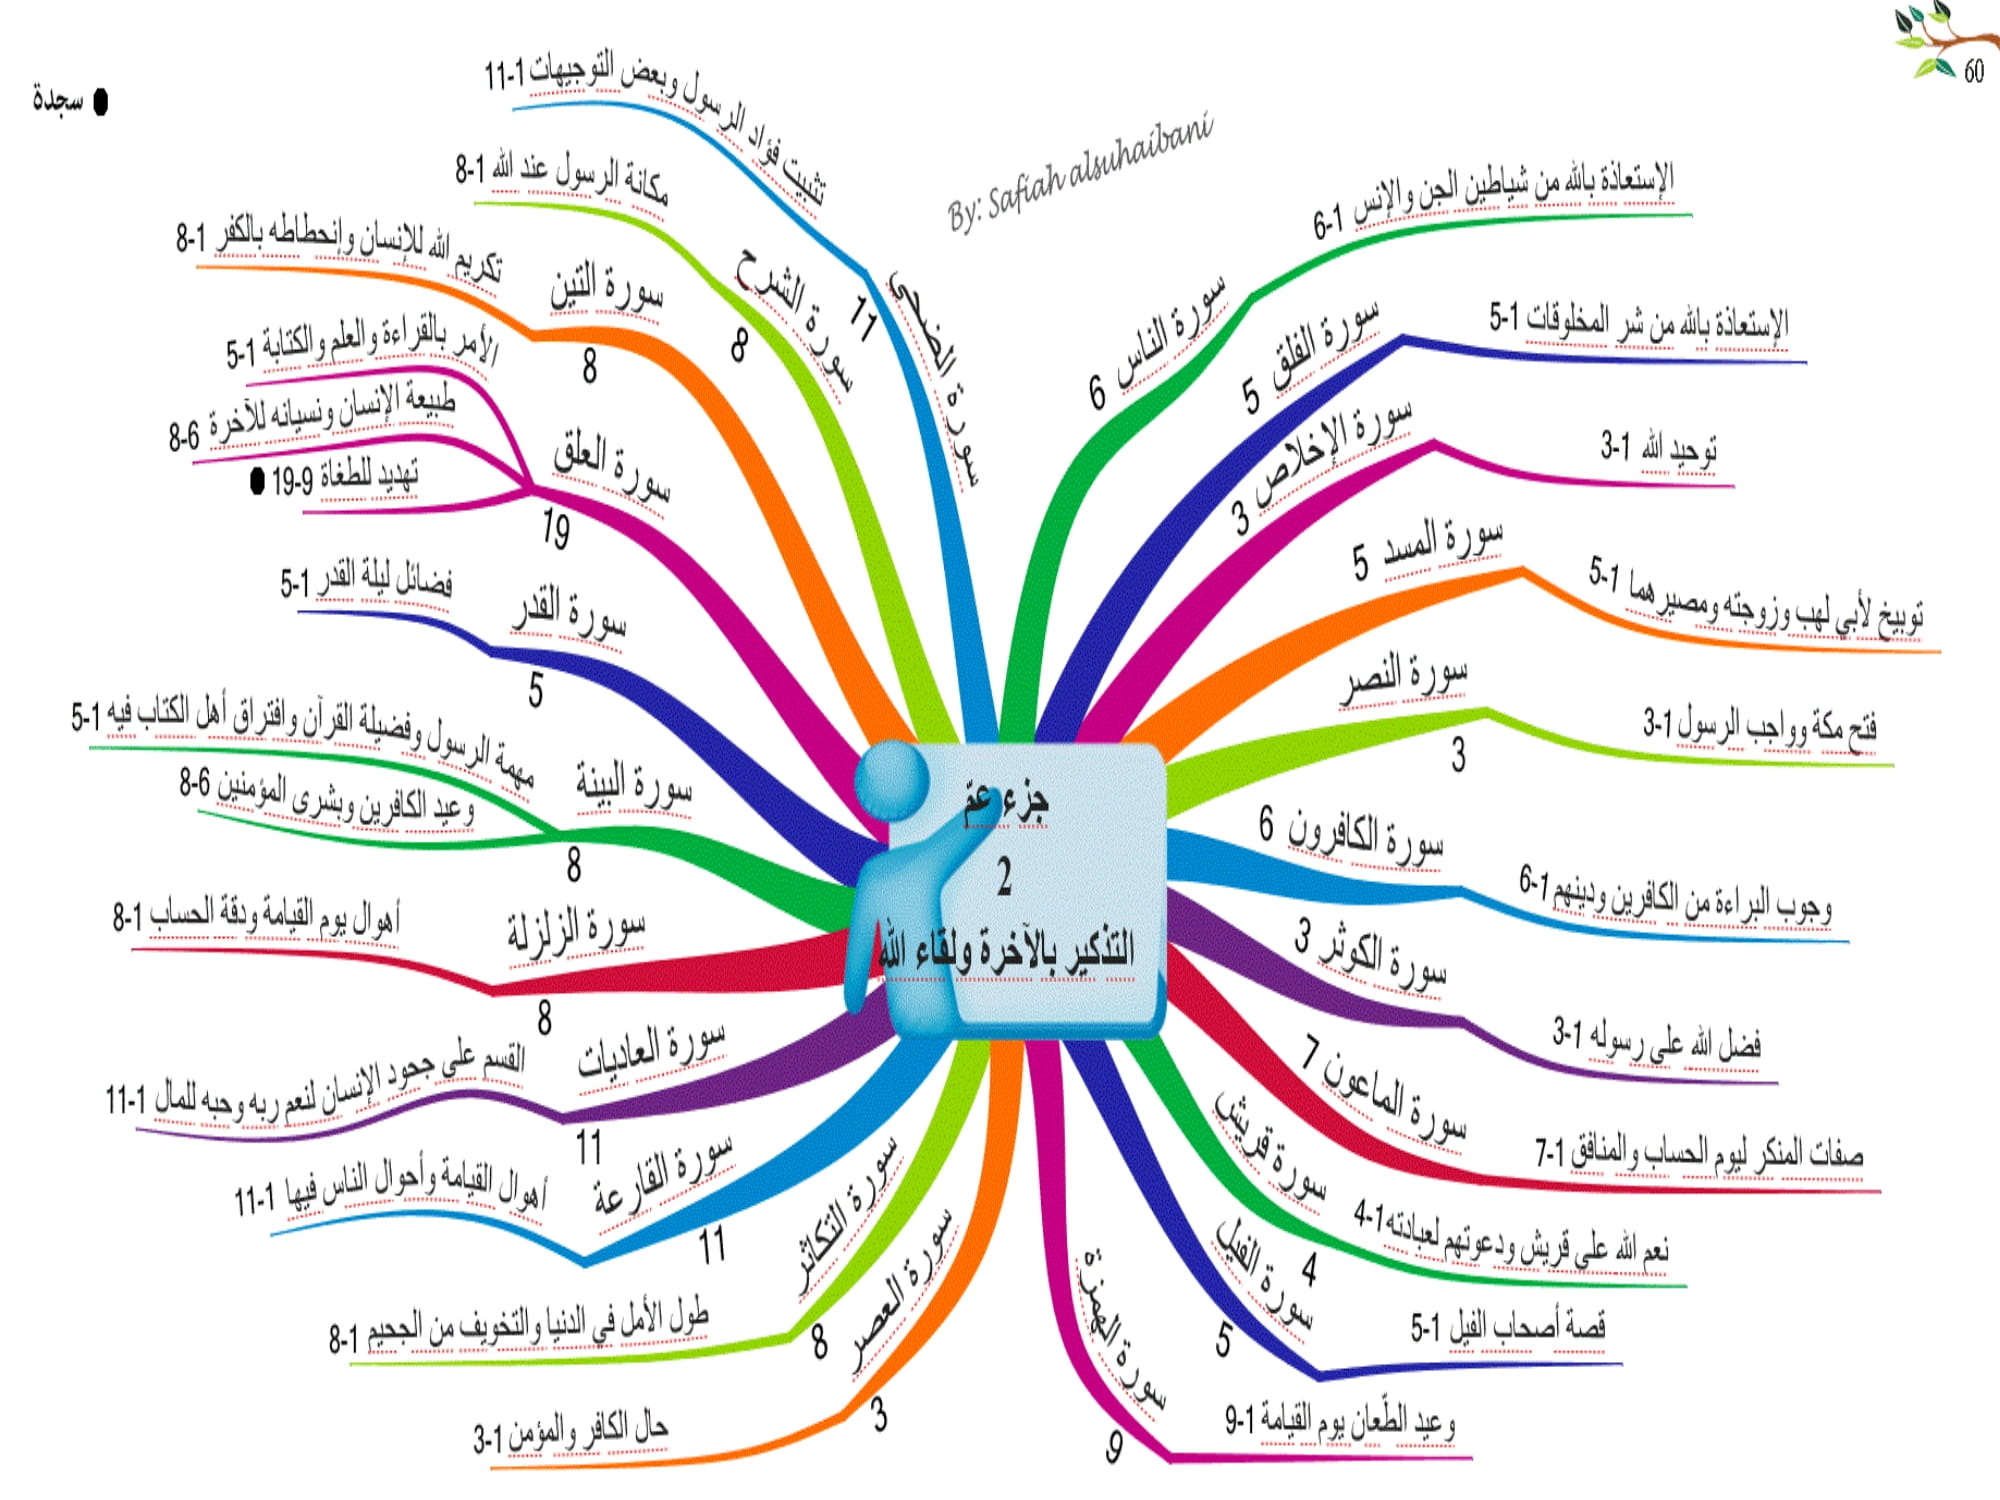 60
● سجدة
By: Safiah alsuhaibani
جزء عمّ
2
التذكير بالآخرة ولقاء الله
سورة الناس 6
الإستعاذة بالله من شياطين الجن والإنس 1-6
سورة الفلق 5
الإستعاذة بالله من شر المخلوقات 1-5
سورة الإخلاص 3
توحيد الله 1-3
سورة المسد 5
توبيخ لأبي لهب وزوجته ومصيرهما 1-5
سورة النصر
3
فتح مكة وواجب الرسول 1-3
سورة الكافرون 6
وجوب البراءة من الكافرين ودينهم 1-6
سورة الكوثر 3
فضل الله على رسوله 1-3
سورة الماعون 7
صفات المنكر ليوم الحساب والمنافق 1-7
سورة قريش
4
نعم الله على قريش ودعوتهم لعبادته 1-4
سورة الفيل
5
قصة أصحاب الفيل 1-5
سورة الهمزة
9
وعيد الطّعان يوم القيامة 1-9
سورة العصر
3
حال الكافر والمؤمن 1-3
سورة التكاثر
8
طول الأمل في الدنيا والتخويف من الجحيم 1-8
سورة القارعة
11
أهوال القيامة وأحوال الناس فيها 1-11
سورة العاديات
11
القسم على جحود الإنسان لنعم ربه وحبه للمال 1-11
سورة الزلزلة
8
أهوال يوم القيامة ودقة الحساب 1-8
سورة البينة
8
مهمة الرسول وفضيلة القرآن وافتراق أهل الكتاب فيه 1-5
وعيد الكافرين وبشرى المؤمنين 6-8
سورة القدر
5
فضائل ليلة القدر 1-5
سورة العلق
19
الأمر بالقراءة والعلم والكتابة 1-5
طبيعة الإنسان ونسيانه للآخرة 6-8
تهديد للطغاة 9-19 ●
سورة التين
8
تكريم الله للإنسان وإنحطاطه بالكفر 1-8
سورة الشرح
8
مكانة الرسول عند الله 1-8
سورة الضحى
11
تثبيت فؤاد الرسول وبعض التوجيهات 1-11